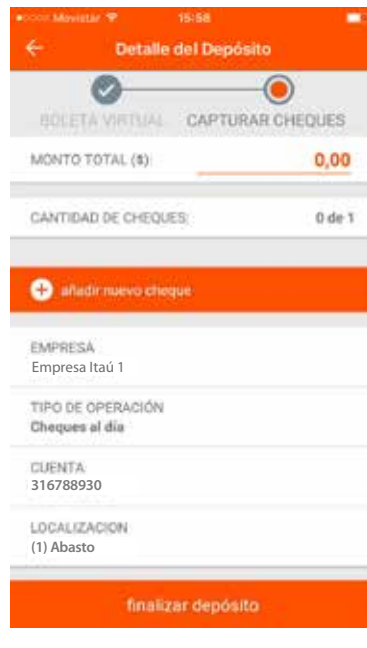 Movistar 15:58
Detalle del Depósito
BOLETA VIRTUAL CAPTURAR CHEQUES
MONTO TOTAL ($) 0,00
CANTIDAD DE CHEQUES: 0 de 1
añadir nuevo cheque
EMPRESA
Empresa Itaú 1
TIPO DE OPERACIÓN
Cheques al día
CUENTA
316788930
LOCALIZACION
(1) Abasto
finalizar depósito